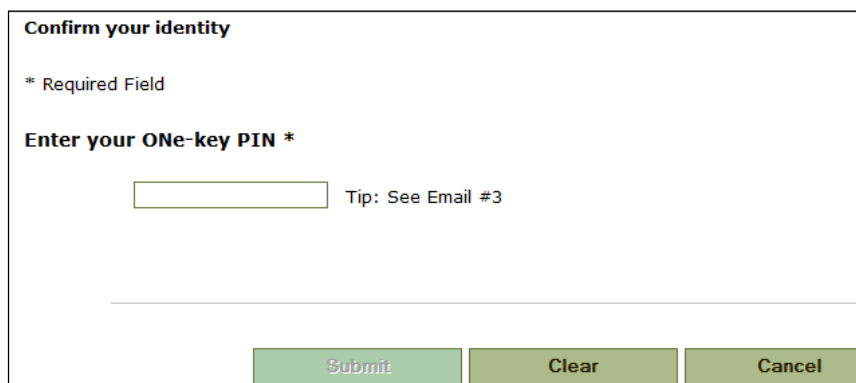 Confirm your identity
* Required Field
Enter your ONe-key PIN *
Tip: See Email #3
Submit Clear Cancel